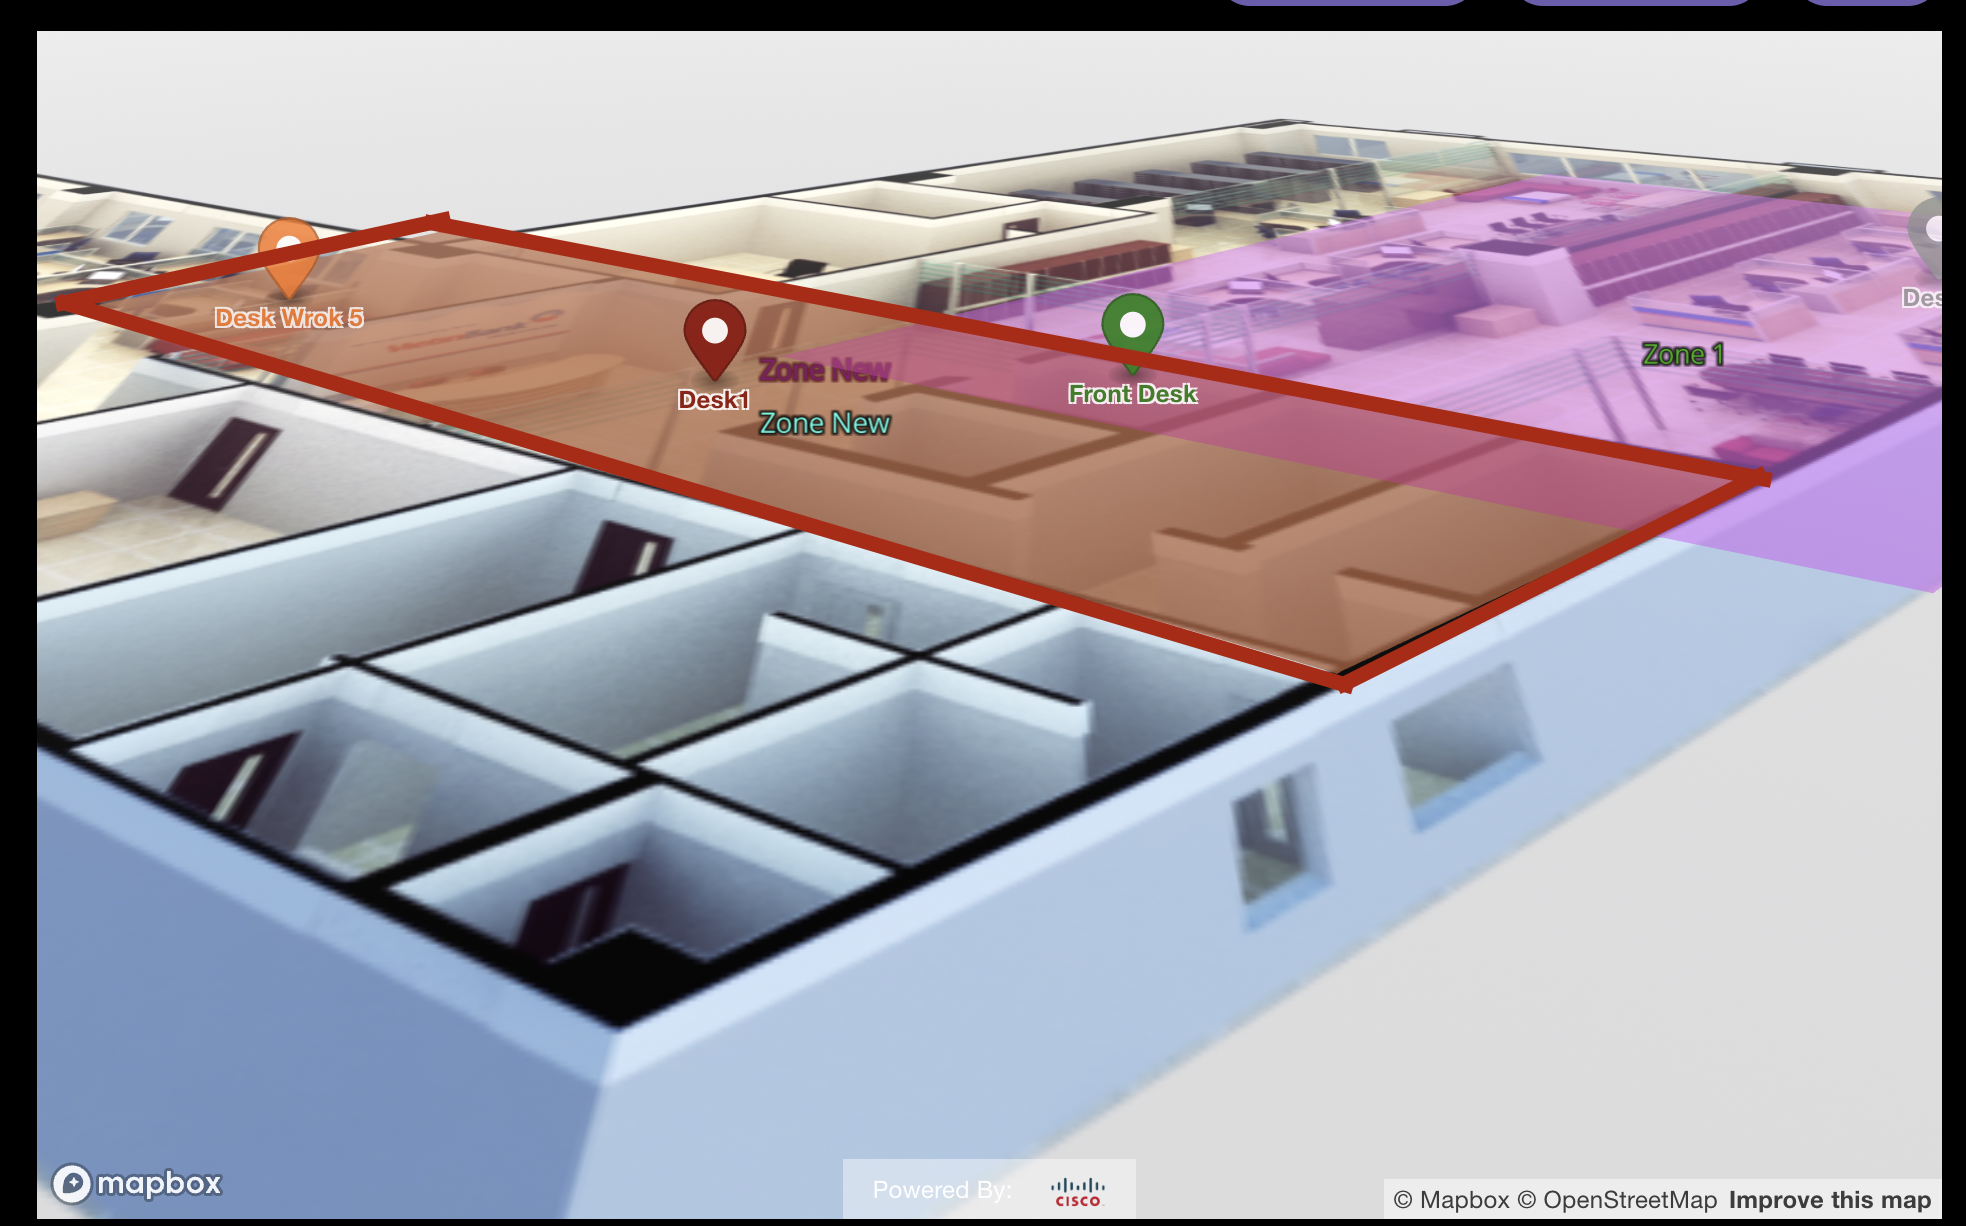 Desk Wrok 5
Desk1
Zone New
Zone New
Front Desk
Zone 1
Des
mapbox
Powered By:
CISCO
© Mapbox © OpenStreetMap Improve this map